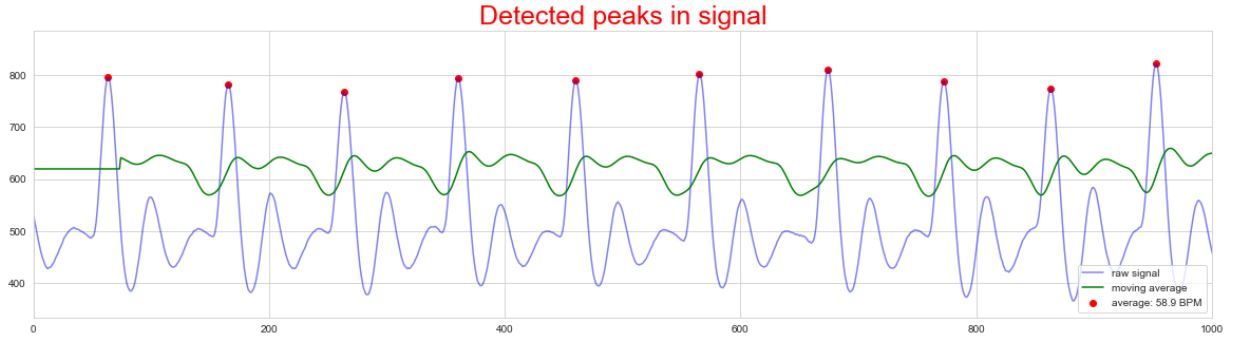 Detected peaks in signal
800
700
600
500
400
raw signal
moving average
average: 58.9 BPM
0 200 400 600 800 1000